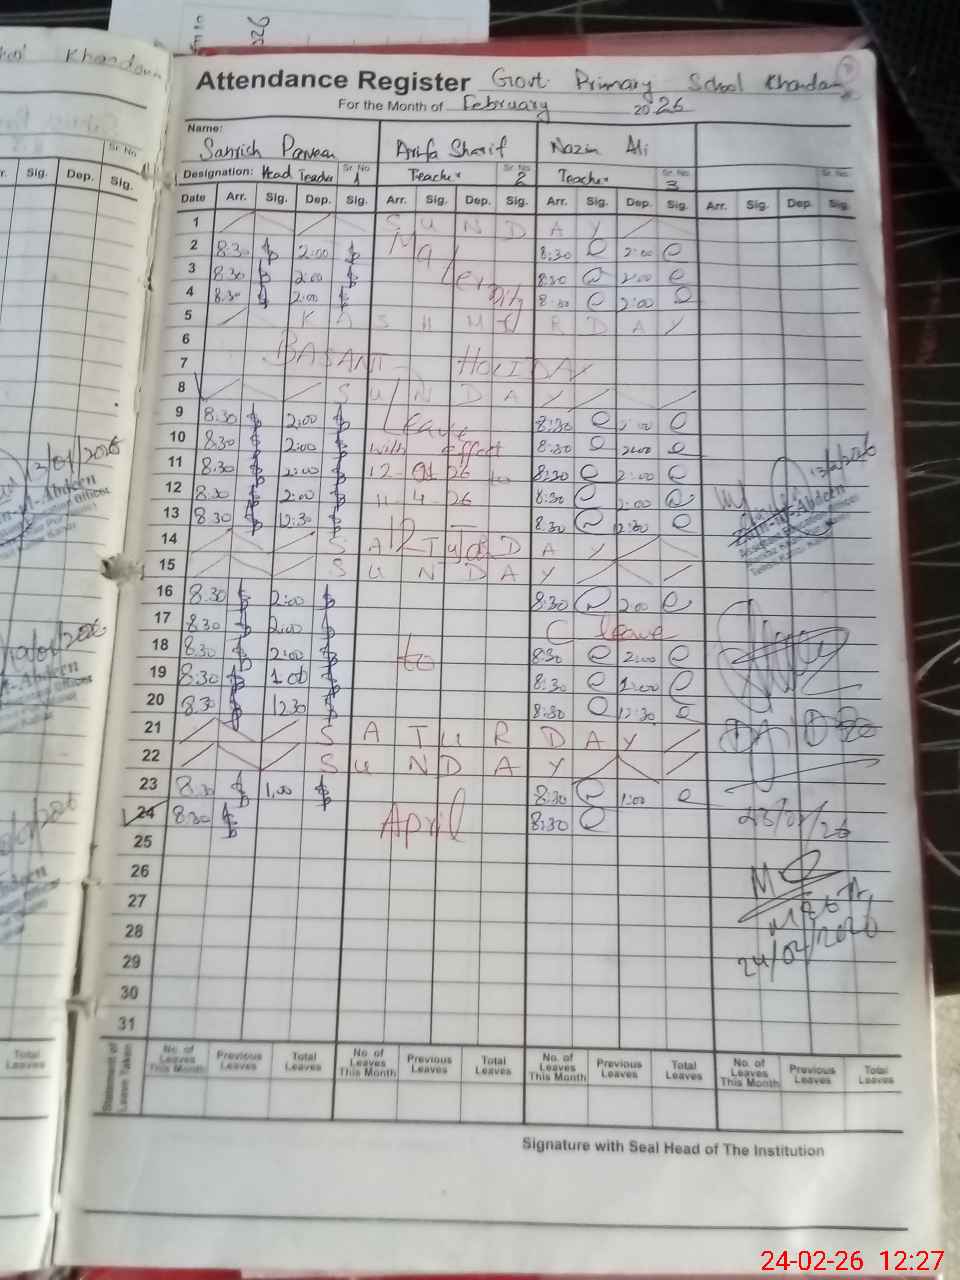 Attendance Register Govt. Primary School Khandam
For the Month of February 2026
Name: Sanrich Parveen Arifa Sharif Nazim Ali
Designation: Head Teacher Sr. No 1 Teacher Sr. No 2 Teacher Sr. No 3 Sr. No
Date Arr. Sig. Dep. Sig. Arr. Sig. Dep. Sig. Arr. Sig. Dep. Sig. Arr. Sig. Dep. Sig.
1 SUNDAY
2 8:30 2:00 Maternity 8:30 2:00
3 8:30 2:00 8:30 2:00
4 8:30 2:00 8:30 2:00
5 KASHMIR DAY
6
7 BASANT HOLIDAY
8 SUNDAY
9 8:30 2:00 Leave 8:30 2:00
10 8:30 2:00 with effect 8:30 2:00
11 8:30 2:00 12-01-26 to 8:30 2:00
12 8:30 2:00 11-4-26 8:30 2:00
13 8:30 12:30 8:30 12:30
14 SATURDAY
15 SUNDAY
16 8:30 2:00 8:30 2:00
17 8:30 2:00 C leave
18 8:30 2:00 to 8:30 2:00
19 8:30 1:00 8:30 1:00
20 8:30 12:30 8:30 12:30
21 SATURDAY
22 SUNDAY
23 8:30 1:00 8:30 1:00
24 8:30 April 8:30
25
26
27
28
29
30
31
24/02/2026
Statement of Leaves Taken
No. of Leaves This Month Previous Leaves Total Leaves No. of Leaves This Month Previous Leaves Total Leaves No. of Leaves This Month Previous Leaves Total Leaves No. of Leaves This Month Previous Leaves Total Leaves
Signature with Seal Head of The Institution
24-02-26 12:27